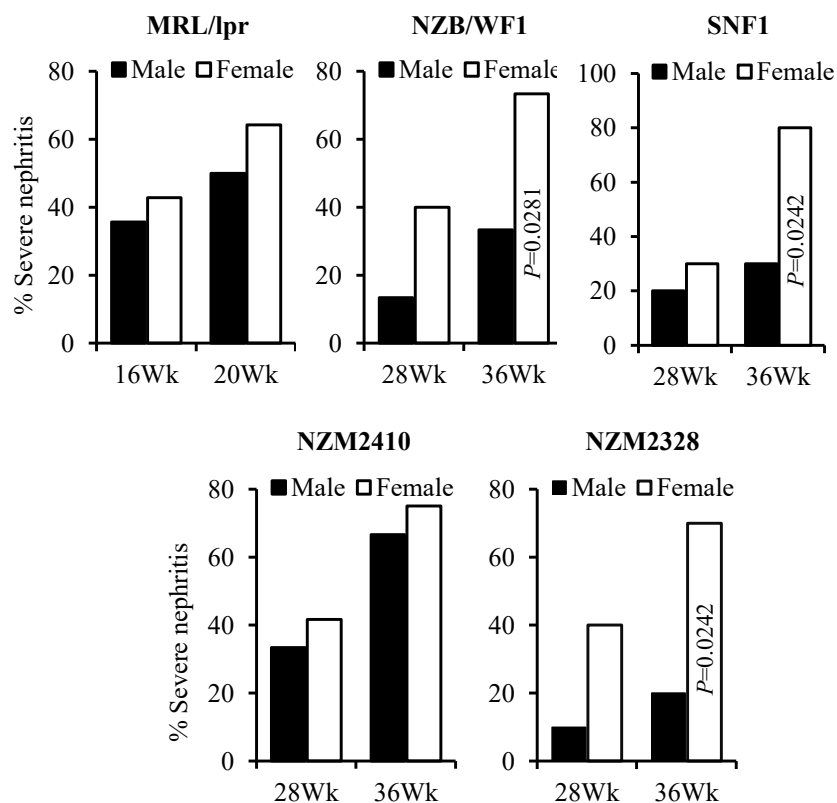 MRL/lpr
Male Female
% Severe nephritis
80
60
40
20
0
16Wk 20Wk
NZB/WF1
Male Female
80
60
40
20
0
P=0.0281
28Wk 36Wk
SNF1
Male Female
100
80
60
40
20
0
P=0.0242
28Wk 36Wk
NZM2410
Male Female
% Severe nephritis
80
60
40
20
0
28Wk 36Wk
NZM2328
Male Female
80
60
40
20
0
P=0.0242
28Wk 36Wk